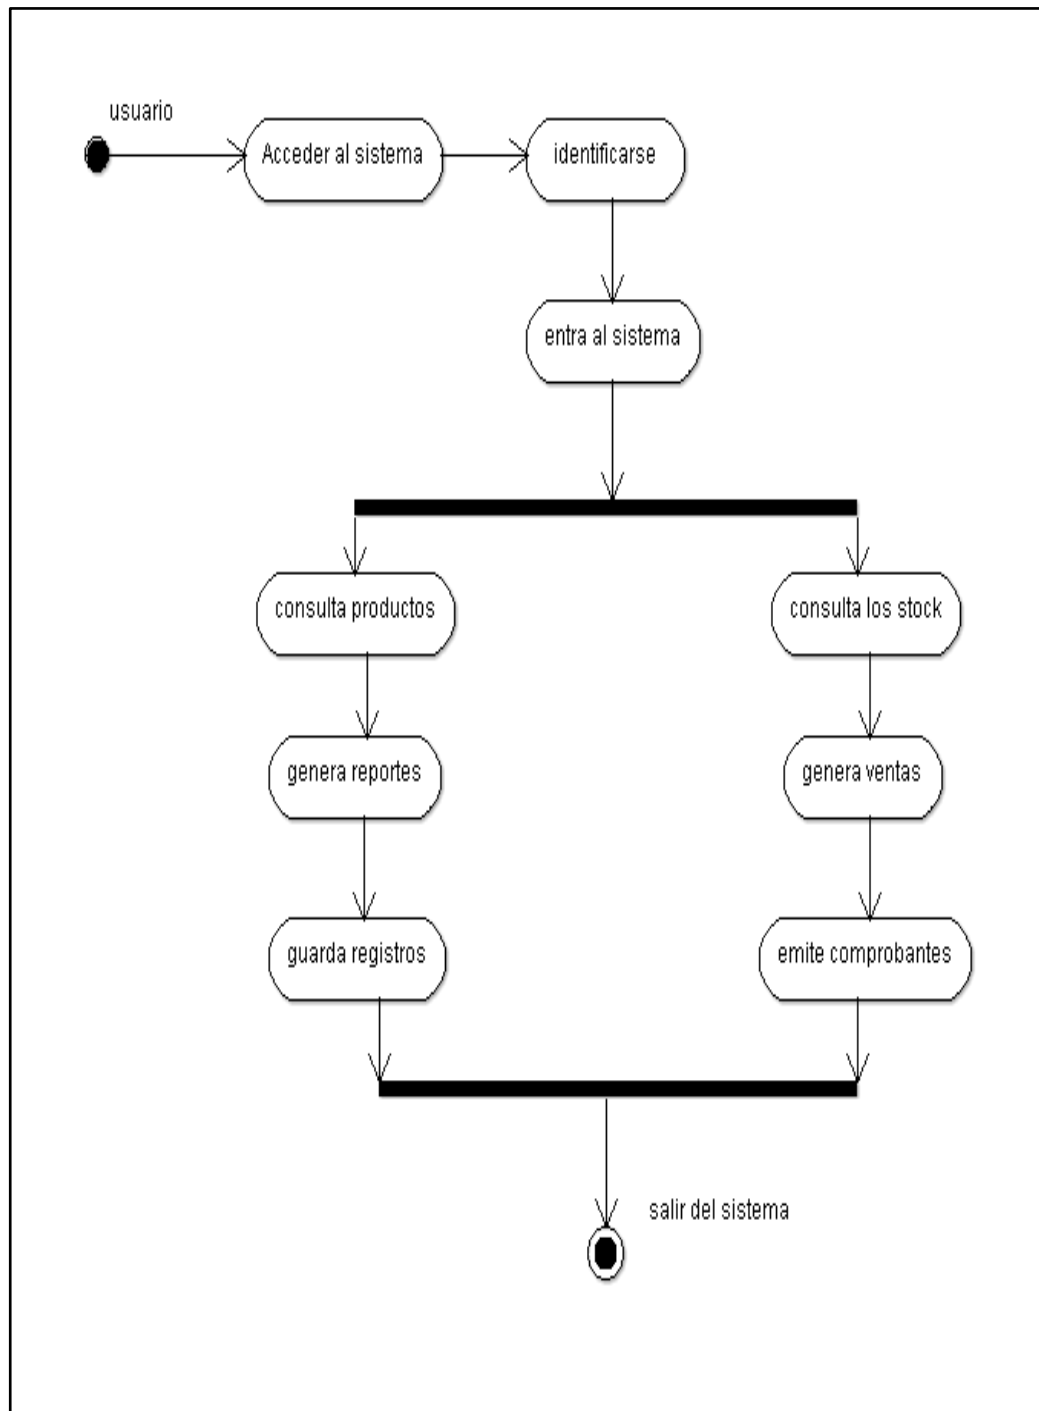 usuario
Acceder al sistema
identificarse
entra al sistema
consulta productos
consulta los stock
genera reportes
genera ventas
guarda registros
emite comprobantes
salir del sistema